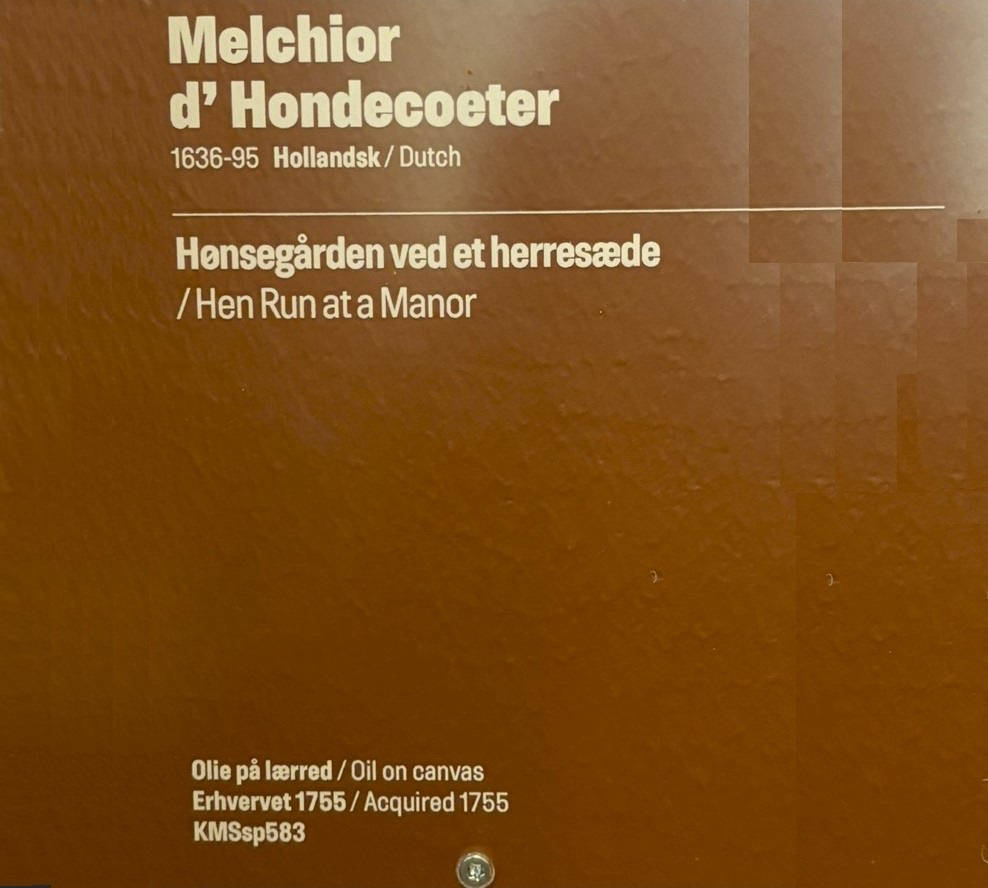 Melchior
d’ Hondecoeter
1636-95 Hollandsk / Dutch
Hønsegården ved et herresæde
/ Hen Run at a Manor
Olie på lærred / Oil on canvas
Erhvervet 1755 / Acquired 1755
KMSsp583